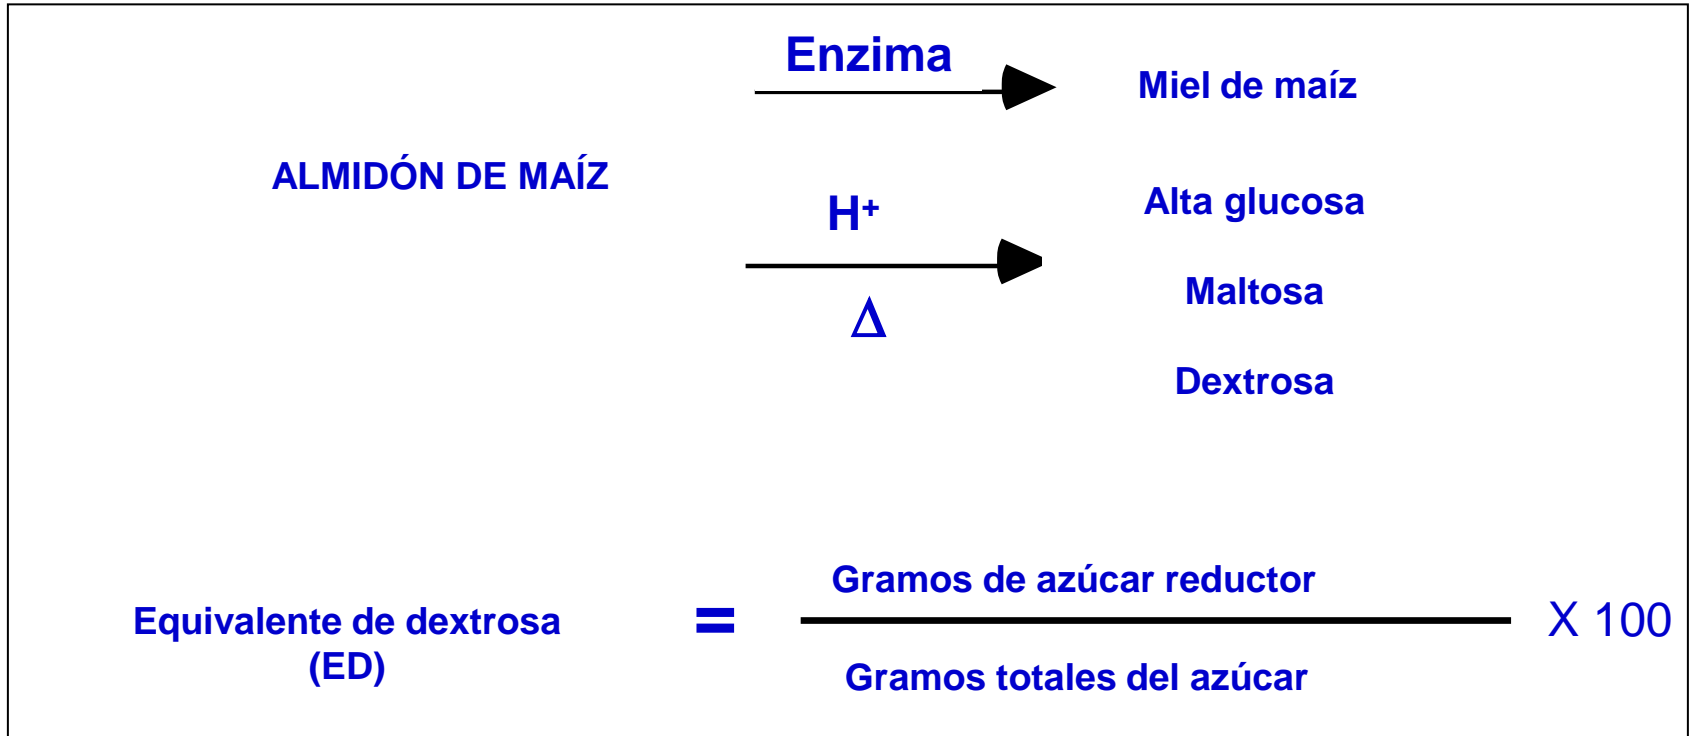 Enzima
Miel de maíz
ALMIDÓN DE MAÍZ
H+
Alta glucosa
Δ
Maltosa
Dextrosa
Equivalente de dextrosa
(ED)
=
Gramos de azúcar reductor
Gramos totales del azúcar
X 100